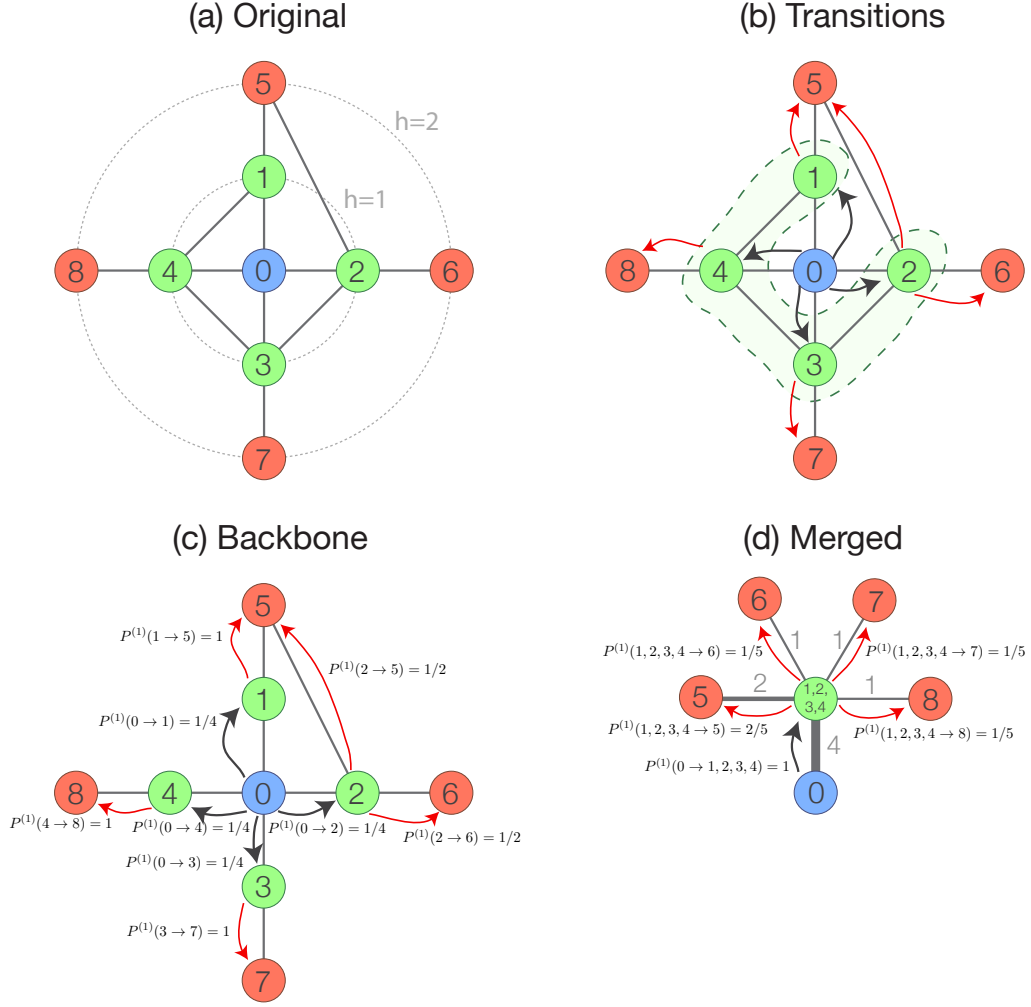 (a) Original
(b) Transitions
5
h=2
1
h=1
8
4
0
2
6
3
7
5
1
8
4
0
2
6
3
7
(c) Backbone
(d) Merged
5
P^{(1)}(1 → 5) = 1
P^{(1)}(2 → 5) = 1/2
1
P^{(1)}(0 → 1) = 1/4
8
4
0
2
6
P^{(1)}(4 → 8) = 1
P^{(1)}(0 → 4) = 1/4
P^{(1)}(0 → 2) = 1/4
P^{(1)}(2 → 6) = 1/2
P^{(1)}(0 → 3) = 1/4
3
P^{(1)}(3 → 7) = 1
7
6
7
1
1
P^{(1)}(1, 2, 3, 4 → 6) = 1/5
P^{(1)}(1, 2, 3, 4 → 7) = 1/5
5
2
1,2,
3,4
1
8
P^{(1)}(1, 2, 3, 4 → 5) = 2/5
P^{(1)}(1, 2, 3, 4 → 8) = 1/5
4
P^{(1)}(0 → 1, 2, 3, 4) = 1
0